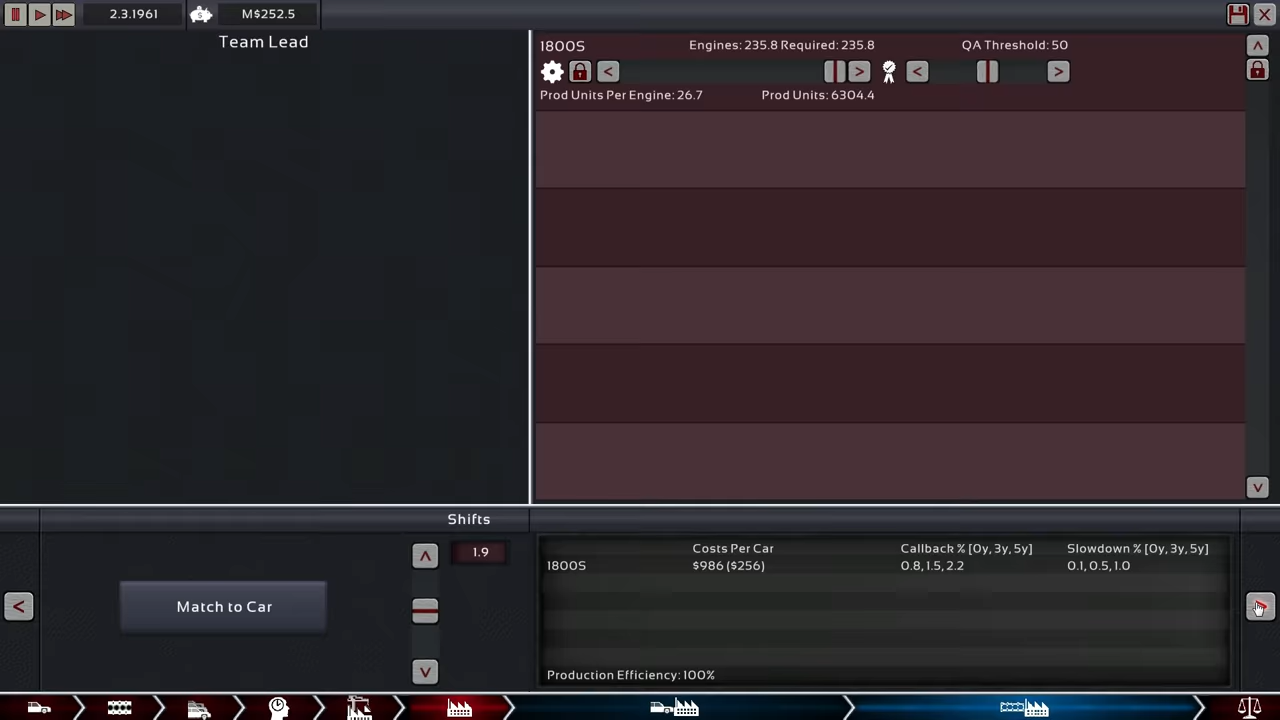 2.3.1961
M$252.5
Team Lead
1800S
Engines: 235.8 Required: 235.8
QA Threshold: 50
Prod Units Per Engine: 26.7
Prod Units: 6304.4
Shifts
1.9
Match to Car
Costs Per Car
Callback % [0y, 3y, 5y]
Slowdown % [0y, 3y, 5y]
1800S
$986 ($256)
0.8, 1.5, 2.2
0.1, 0.5, 1.0
Production Efficiency: 100%